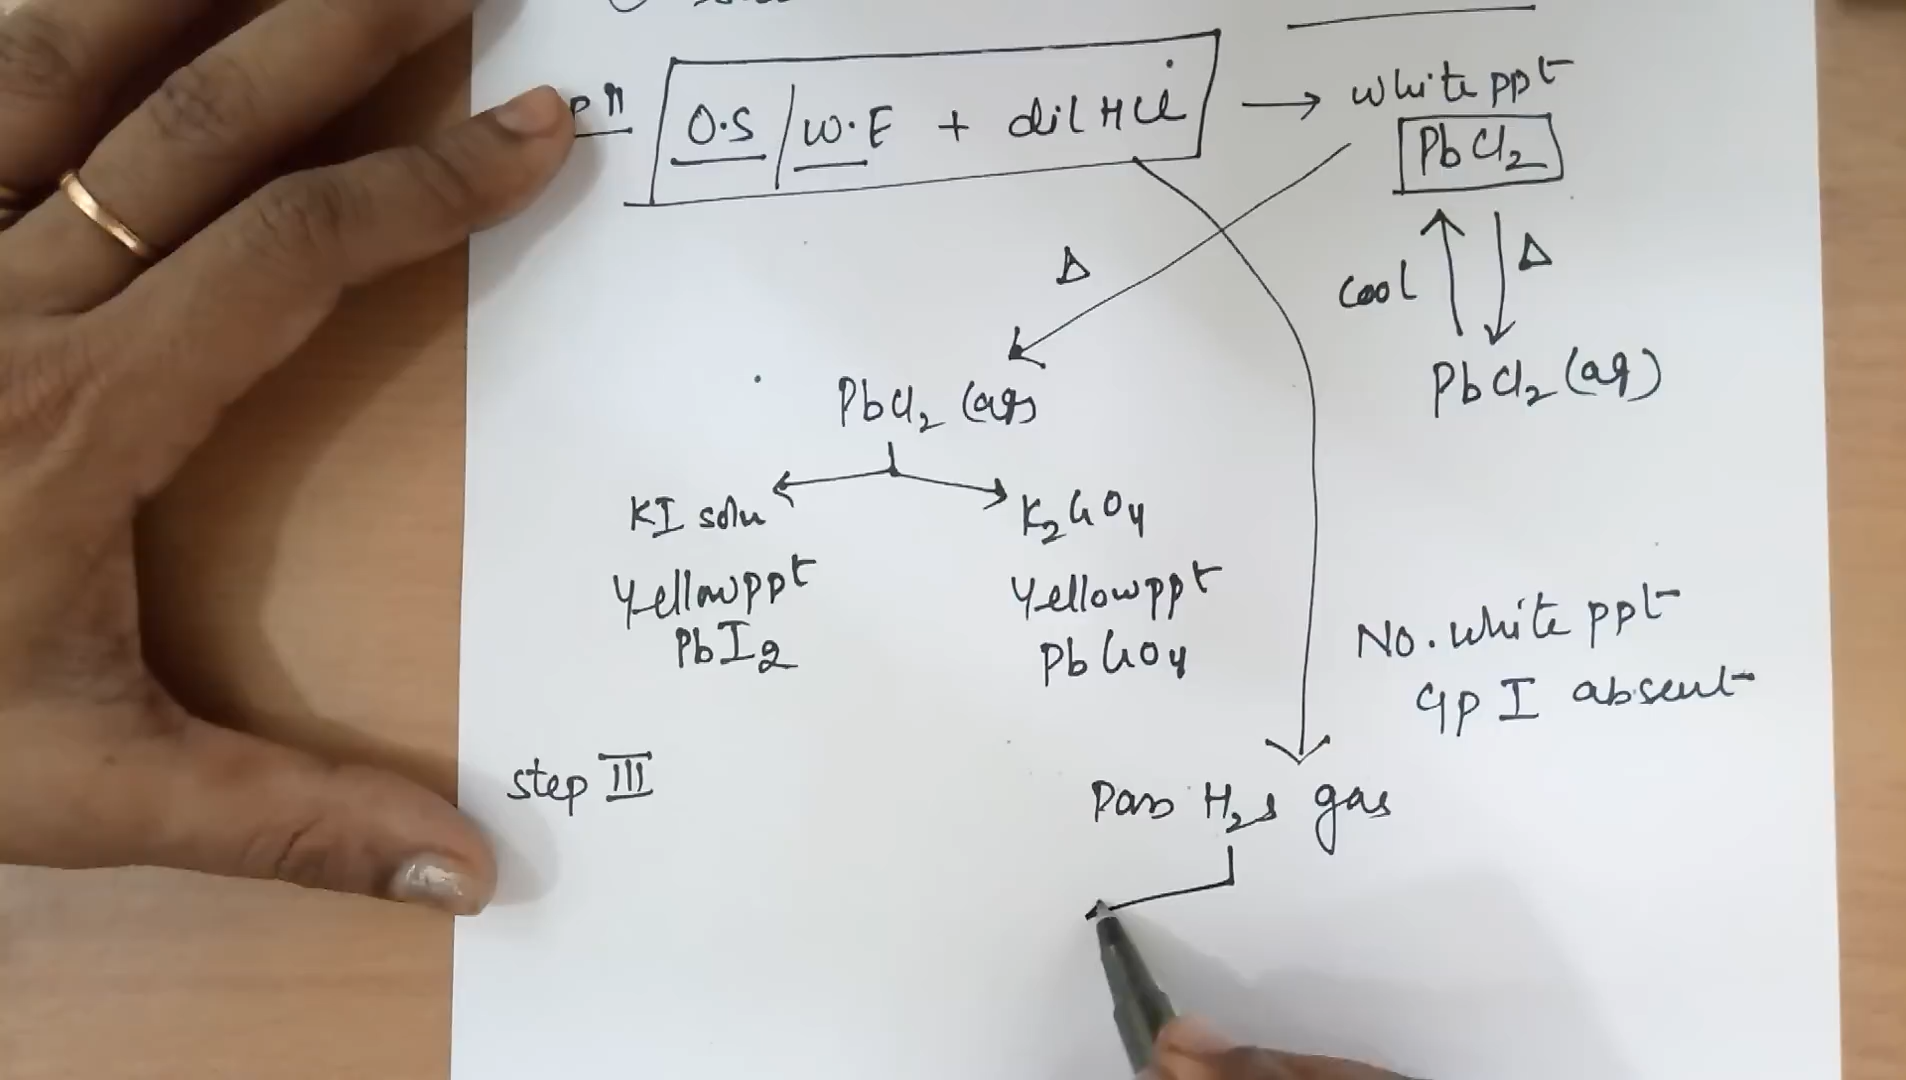 p II O.S/W.E + dil HCl → white ppt
PbCl₂
Δ
cool Δ
PbCl₂ (aq)
PbCl₂ (aq)
KI soln K₂CrO₄
Yellow ppt Yellow ppt
PbI₂ PbCrO₄
No. white ppt
Gp I absent
step III
Pass H₂S gas